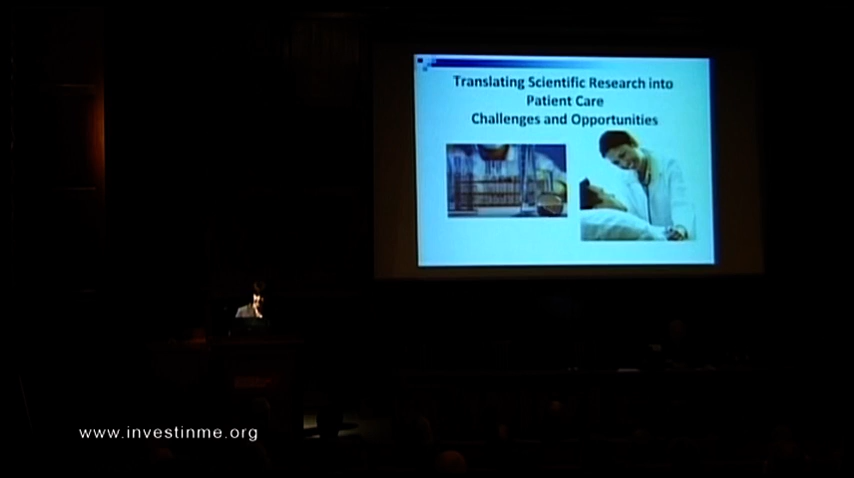 Translating Scientific Research into
Patient Care
Challenges and Opportunities
www.investinme.org